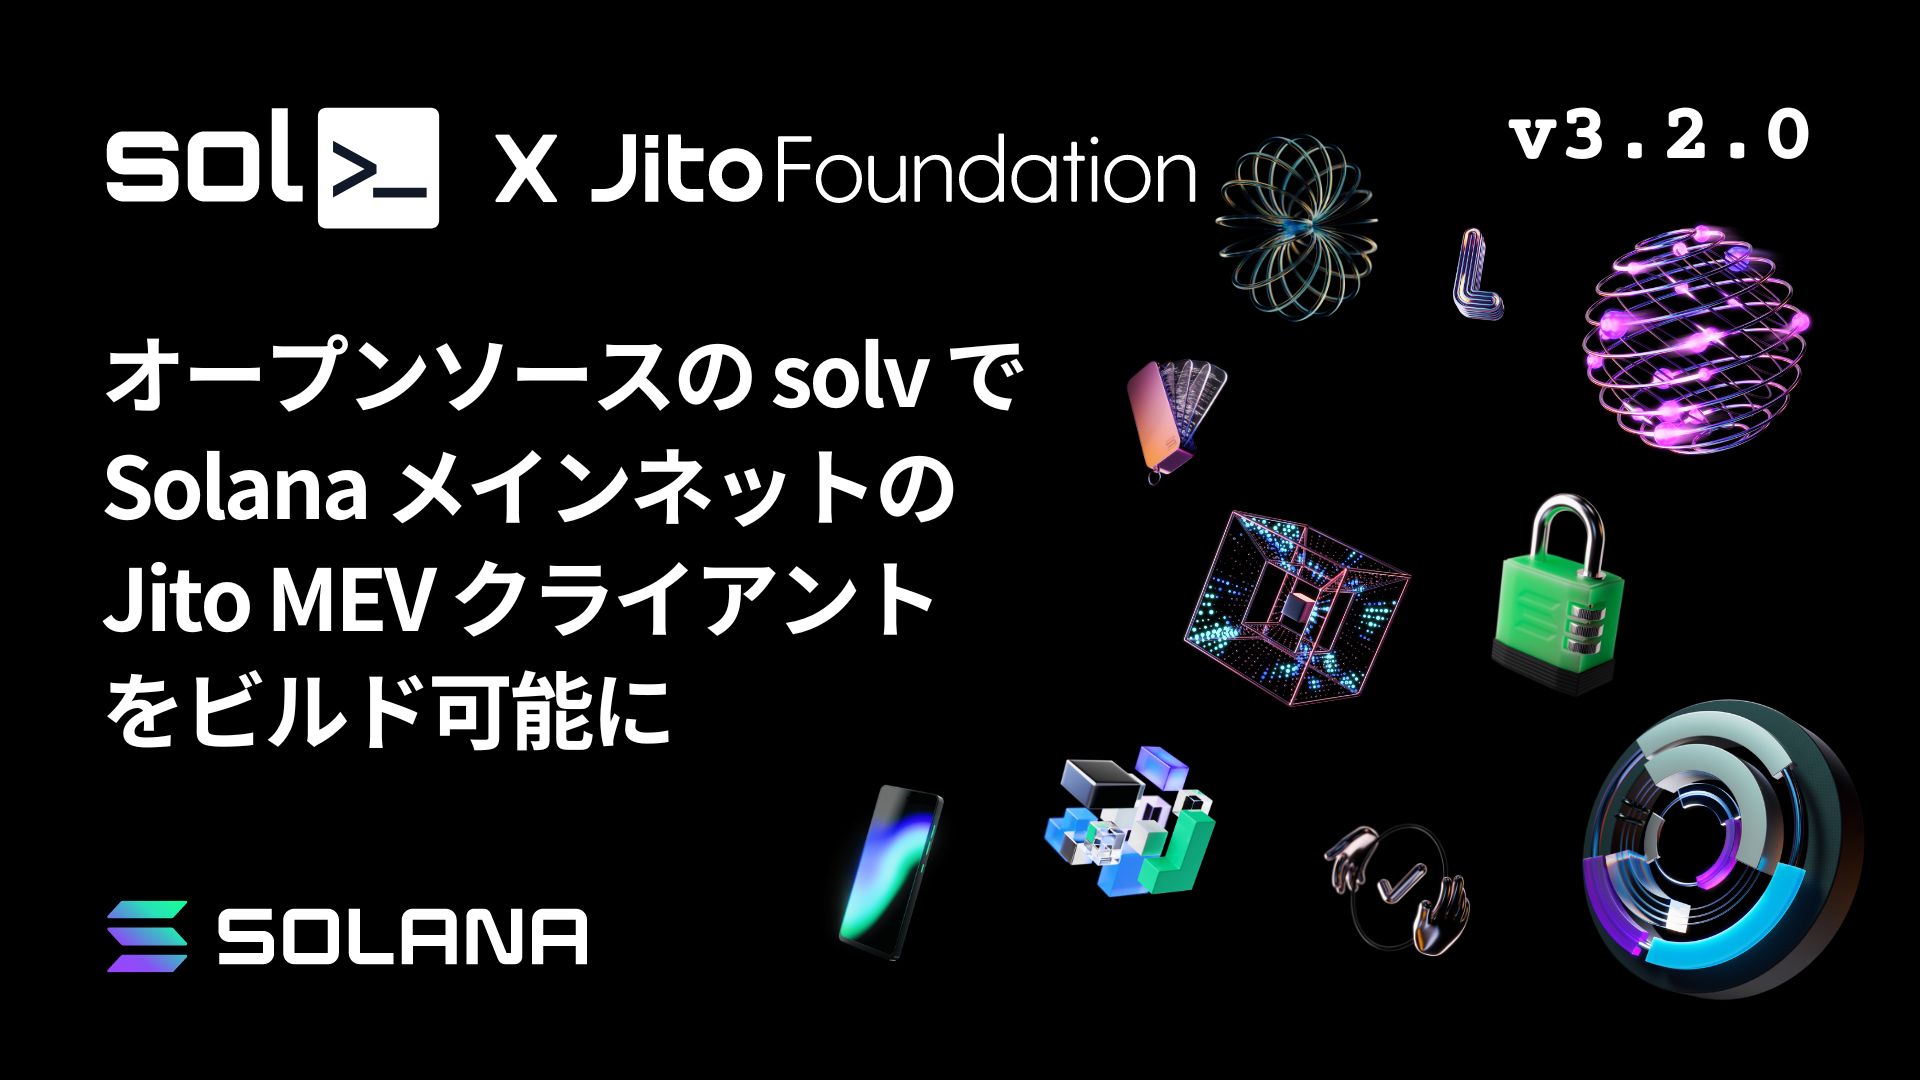 sol>_ X Jito Foundation
v3.2.0
オープンソースの solv で
Solana メインネットの
Jito MEV クライアント
をビルド可能に
SOLANA